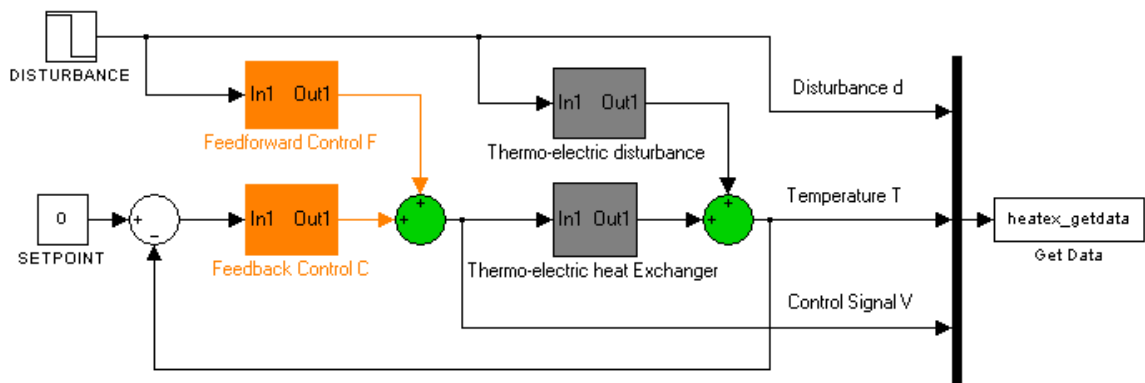 DISTURBANCE
In1 Out1
Feedforward Control F
In1 Out1
Thermo-electric disturbance
Disturbance d
0
SETPOINT
+
−
In1 Out1
Feedback Control C
+
+
In1 Out1
Thermo-electric heat Exchanger
+
+
Temperature T
Control Signal V
heatex_getdata
Get Data